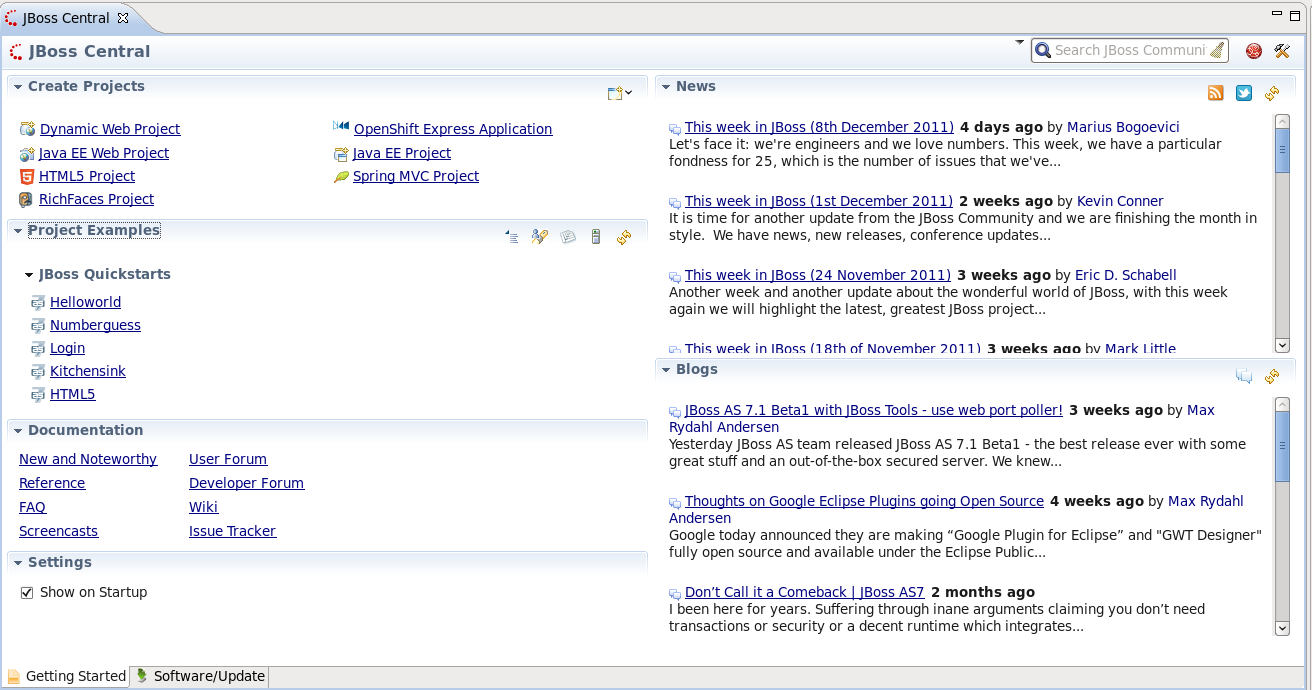 JBoss Central
JBoss Central
Search JBoss Communi
Create Projects
Dynamic Web Project
OpenShift Express Application
Java EE Web Project
Java EE Project
HTML5 Project
Spring MVC Project
RichFaces Project
Project Examples
JBoss Quickstarts
Helloworld
Numberguess
Login
Kitchensink
HTML5
Documentation
New and Noteworthy
User Forum
Reference
Developer Forum
FAQ
Wiki
Screencasts
Issue Tracker
Settings
Show on Startup
News
This week in JBoss (8th December 2011) 4 days ago by Marius Bogoevici
Let's face it: we're engineers and we love numbers. This week, we have a particular
fondness for 25, which is the number of issues that we've...
This week in JBoss (1st December 2011) 2 weeks ago by Kevin Conner
It is time for another update from the JBoss Community and we are finishing the month in
style. We have news, new releases, conference updates...
This week in JBoss (24 November 2011) 3 weeks ago by Eric D. Schabell
Another week and another update about the wonderful world of JBoss, with this week
again we will highlight the latest, greatest JBoss project...
This week in JBoss (18th of November 2011) 3 weeks ago by Mark Little
Blogs
JBoss AS 7.1 Beta1 with JBoss Tools - use web port poller! 3 weeks ago by Max
Rydahl Andersen
Yesterday JBoss AS team released JBoss AS 7.1 Beta1 - the best release ever with some
great stuff and an out-of-the-box secured server. We knew...
Thoughts on Google Eclipse Plugins going Open Source 4 weeks ago by Max Rydahl
Andersen
Google today announced they are making “Google Plugin for Eclipse” and "GWT Designer"
fully open source and available under the Eclipse Public...
Don’t Call it a Comeback | JBoss AS7 2 months ago
I been here for years. Suffering through inane arguments claiming you don’t need
transactions or security or a decent runtime which integrates...
Getting Started
Software/Update